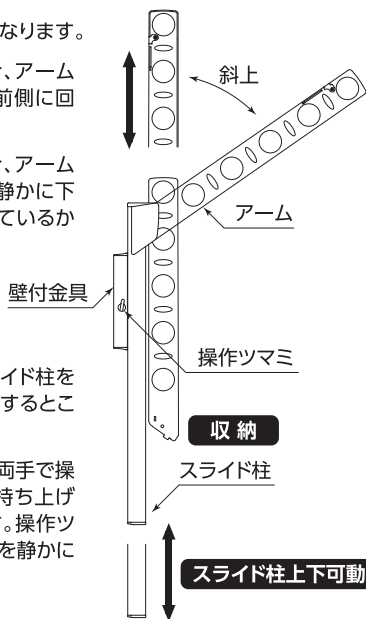 なります。
、アーム
前側に回
、アーム
静かに下
ているか
斜上
アーム
壁付金具
操作ツマミ
イド柱を
するとこ
収納
両手で操
持ち上げ
。操作ツ
を静かに
スライド柱
スライド柱上下可動